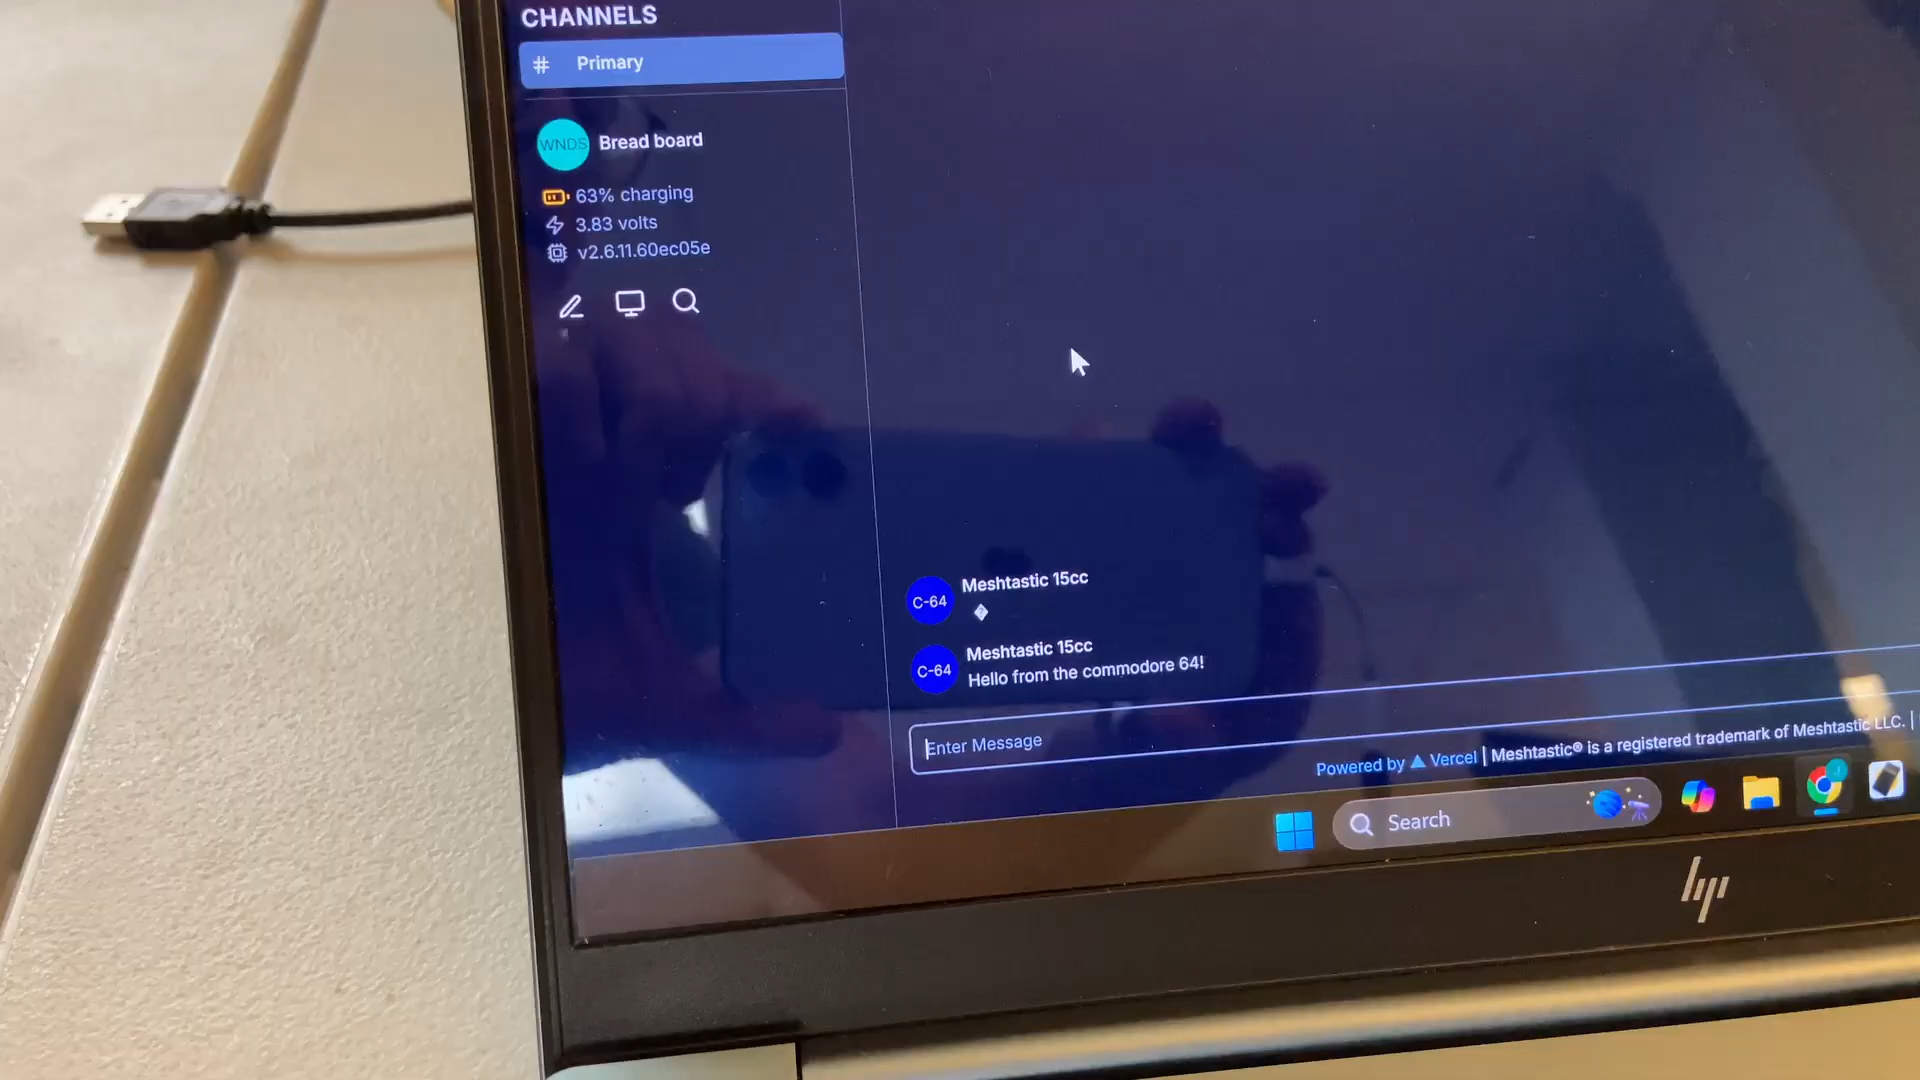 CHANNELS
# Primary
WNDS Bread board
63% charging
3.83 volts
v2.6.11.60ec05e
C-64 Meshtastic 15cc
�
C-64 Meshtastic 15cc
Hello from the commodore 64!
Enter Message
Powered by ▲ Vercel | Meshtastic® is a registered trademark of Meshtastic LLC. |
Search
hp